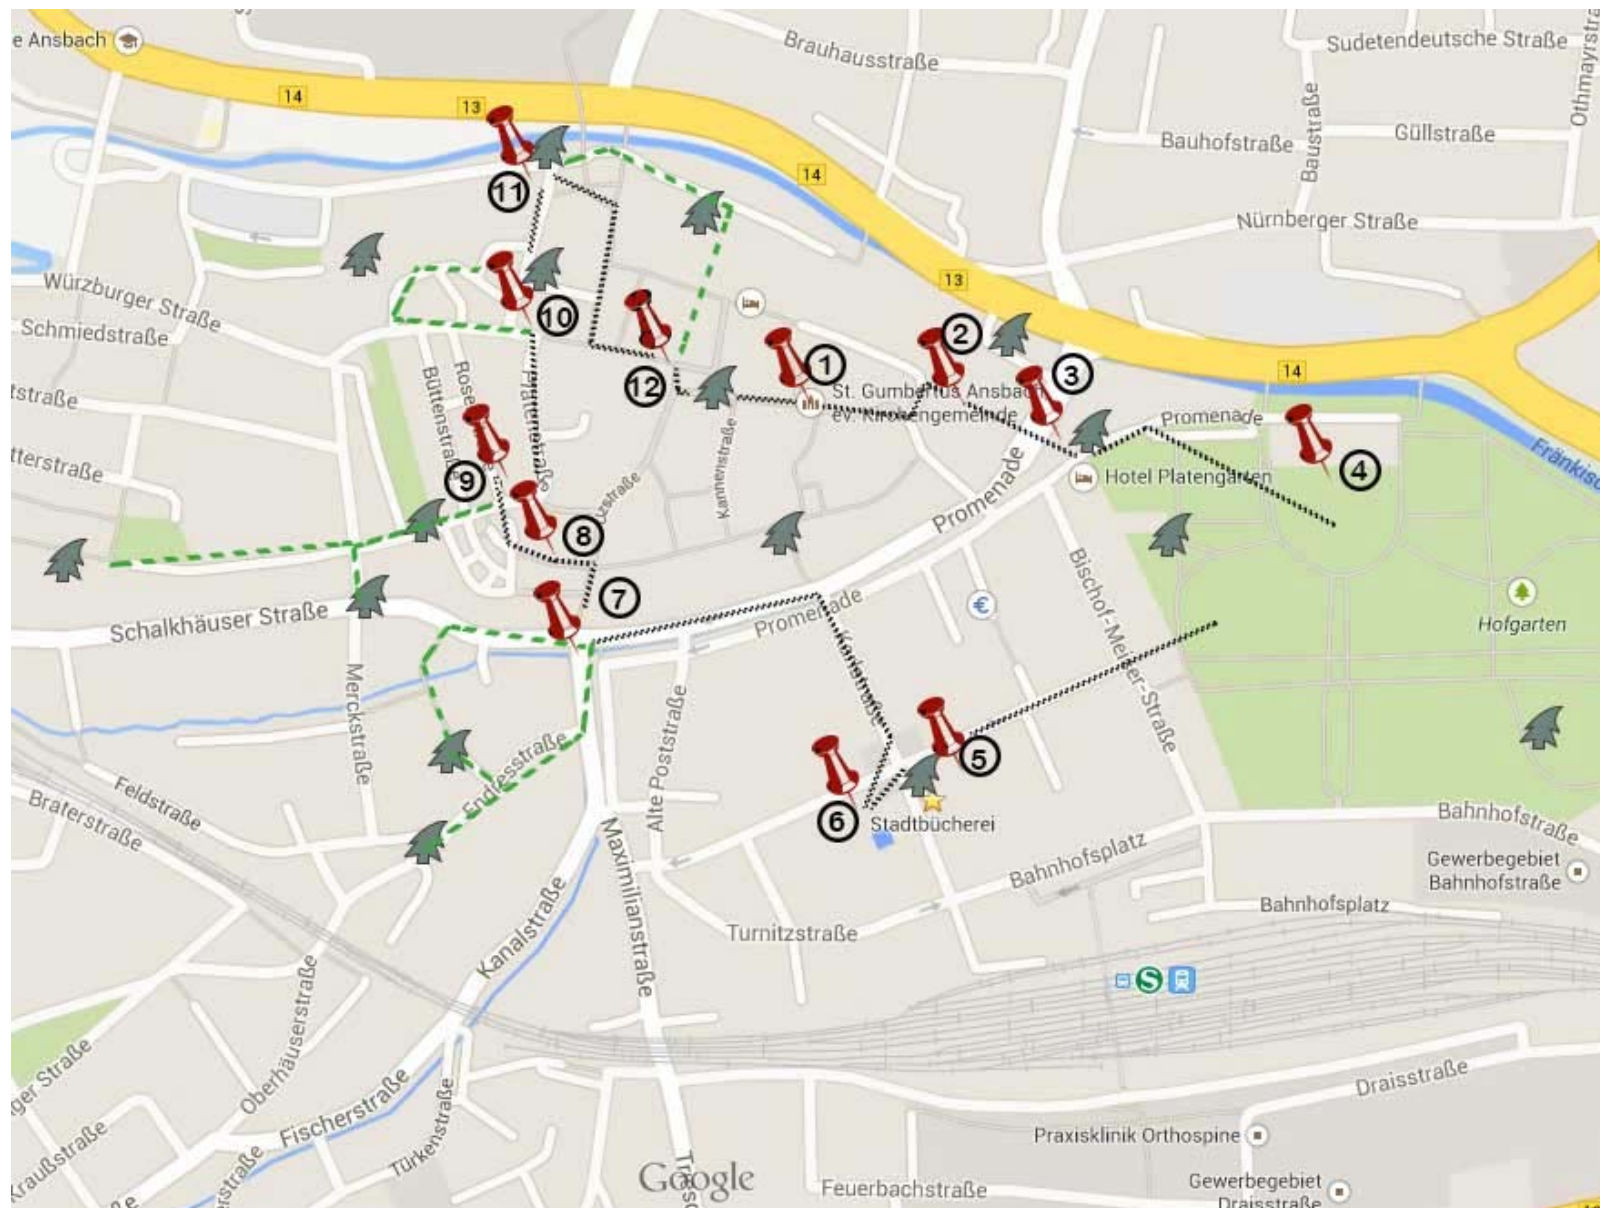 e Ansbach
Brauhausstraße
Sudetendeutsche Straße
Othmayrstra
14
13
Baustraße
Güllstraße
Bauhofstraße
14
11
Nürnberger Straße
Würzburger Straße
13
10
Schmiedstraße
2
1
3
14
12
St. Gumbertus Ansbach
ev. Kirchengemeinde
Promenade
Büttenstraße
Rose
Platenstraße
tstraße
Kannenstraße
tterstraße
9
Hotel Platengarten
4
Fränkisc
Promenade
8
7
€
Bischof-Meiser-Straße
Hofgarten
Schalkhäuser Straße
Promenade
Karlstraße
Merckstraße
Alte Poststraße
5
Endresstraße
6
Stadtbücherei
Feldstraße
Braterstraße
Bahnhofstraße
Maximilianstraße
Bahnhofsplatz
Gewerbegebiet
Bahnhofstraße
Bahnhofsplatz
Turnitzstraße
Kanalstraße
S
Oberhäuserstraße
ger Straße
Draisstraße
Fischerstraße
Türkenstraße
Kraußstraße
Praxisklinik Orthospine
erstraße
Google
Feuerbachstraße
Gewerbegebiet
Draisstraße